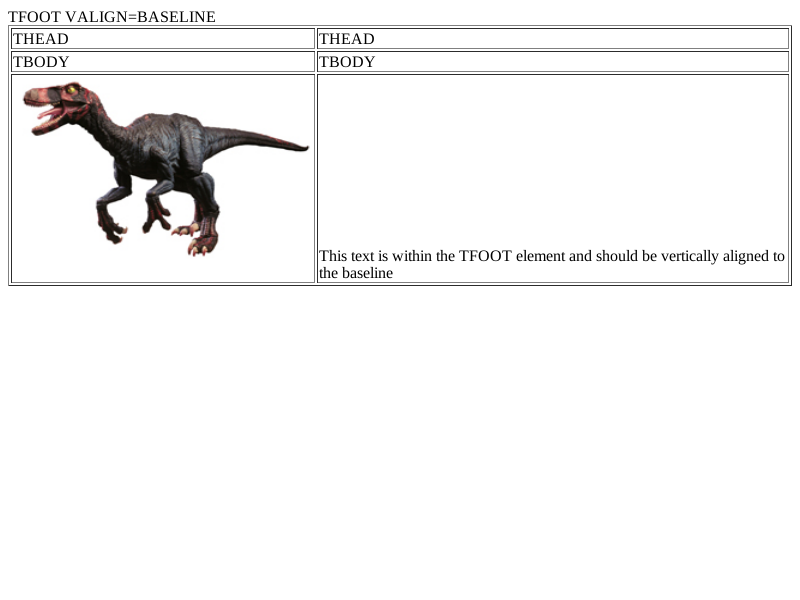 TFOOT VALIGN=BASELINE
THEAD THEAD
TBODY TBODY
This text is within the TFOOT element and should be vertically aligned to
the baseline